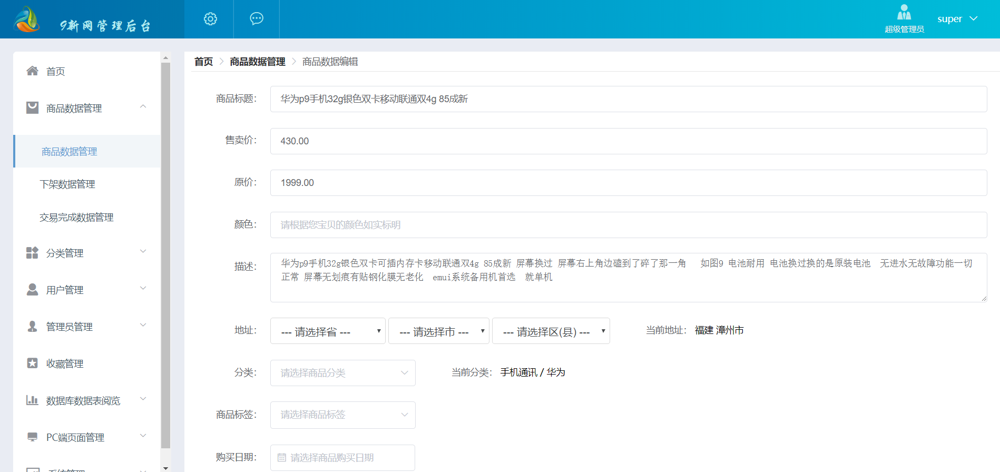 9新网管理后台
超级管理员
super
首页
商品数据管理
商品数据管理
下架数据管理
交易完成数据管理
分类管理
用户管理
管理员管理
收藏管理
数据库数据表阅览
PC端页面管理
系统管理
首页 > 商品数据管理 > 商品数据编辑
商品标题： 华为p9手机32g银色双卡移动联通双4g 85成新
售卖价： 430.00
原价： 1999.00
颜色： 请根据您宝贝的颜色如实标明
描述： 华为p9手机32g银色双卡可插内存卡移动联通双4g 85成新 屏幕换过 屏幕右上角边磕到了碎了那一角 如图9 电池耐用 电池换过换的是原装电池 无进水无故障功能一切
正常 屏幕无划痕有贴钢化膜无老化 emui系统备用机首选 就单机
地址： --- 请选择省 --- --- 请选择市 --- --- 请选择区(县) --- 当前地址： 福建 漳州市
分类： 请选择商品分类 当前分类： 手机通讯 / 华为
商品标签： 请选择商品标签
购买日期： 请选择商品购买日期